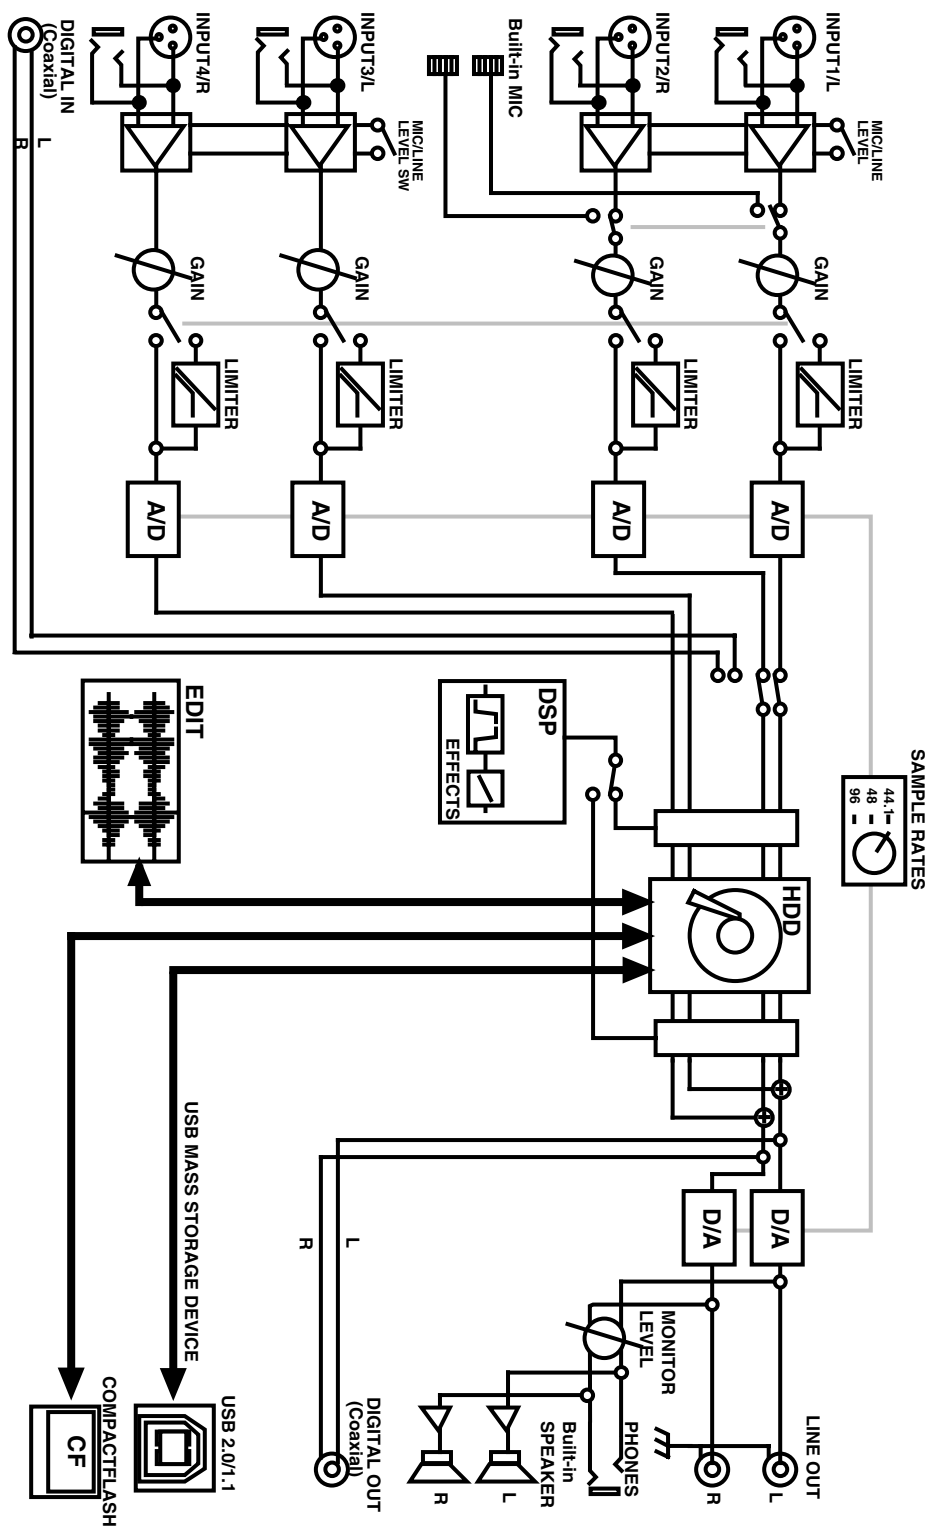 INPUT1/L
MIC/LINE
LEVEL
GAIN
LIMITER
A/D
INPUT2/R
GAIN
LIMITER
A/D
Built-in MIC
INPUT3/L
MIC/LINE
LEVEL SW
GAIN
LIMITER
A/D
INPUT4/R
GAIN
LIMITER
A/D
DIGITAL IN
(Coaxial)
L
R
SAMPLE RATES
44.1
48
96
HDD
DSP
EFFECTS
EDIT
D/A
D/A
LINE OUT
L
R
MONITOR
LEVEL
PHONES
Built-in
SPEAKER
L
R
DIGITAL OUT
(Coaxial)
L
R
USB MASS STORAGE DEVICE
USB 2.0/1.1
COMPACTFLASH
CF